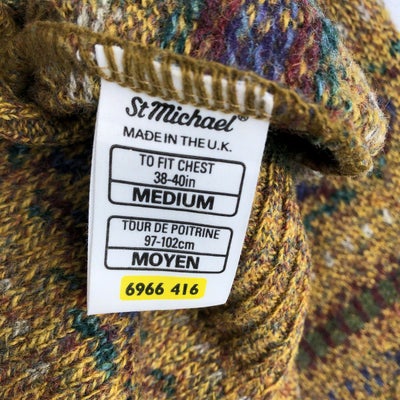 St Michael®
MADE IN THE U.K.
TO FIT CHEST
38-40in
MEDIUM
TOUR DE POITRINE
97-102cm
MOYEN
6966 416